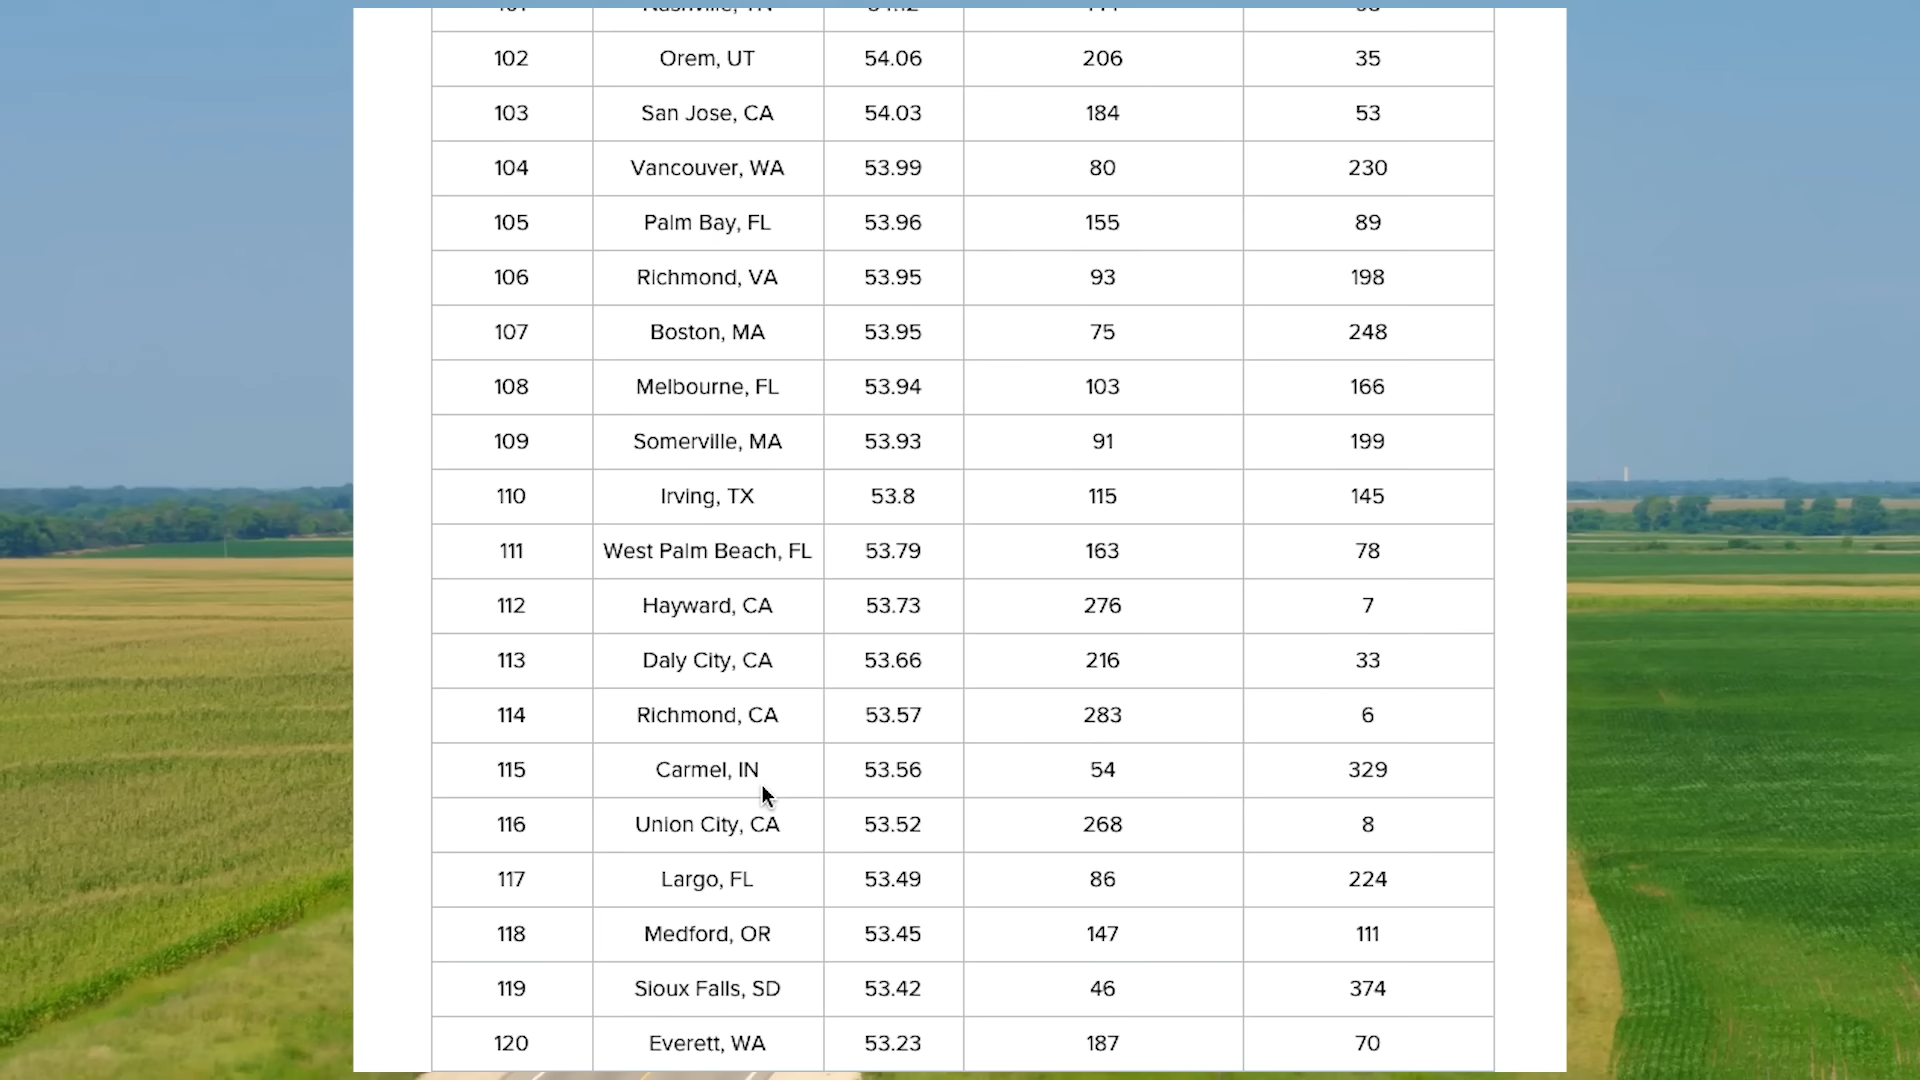 102 Orem, UT 54.06 206 35
103 San Jose, CA 54.03 184 53
104 Vancouver, WA 53.99 80 230
105 Palm Bay, FL 53.96 155 89
106 Richmond, VA 53.95 93 198
107 Boston, MA 53.95 75 248
108 Melbourne, FL 53.94 103 166
109 Somerville, MA 53.93 91 199
110 Irving, TX 53.8 115 145
111 West Palm Beach, FL 53.79 163 78
112 Hayward, CA 53.73 276 7
113 Daly City, CA 53.66 216 33
114 Richmond, CA 53.57 283 6
115 Carmel, IN 53.56 54 329
116 Union City, CA 53.52 268 8
117 Largo, FL 53.49 86 224
118 Medford, OR 53.45 147 111
119 Sioux Falls, SD 53.42 46 374
120 Everett, WA 53.23 187 70